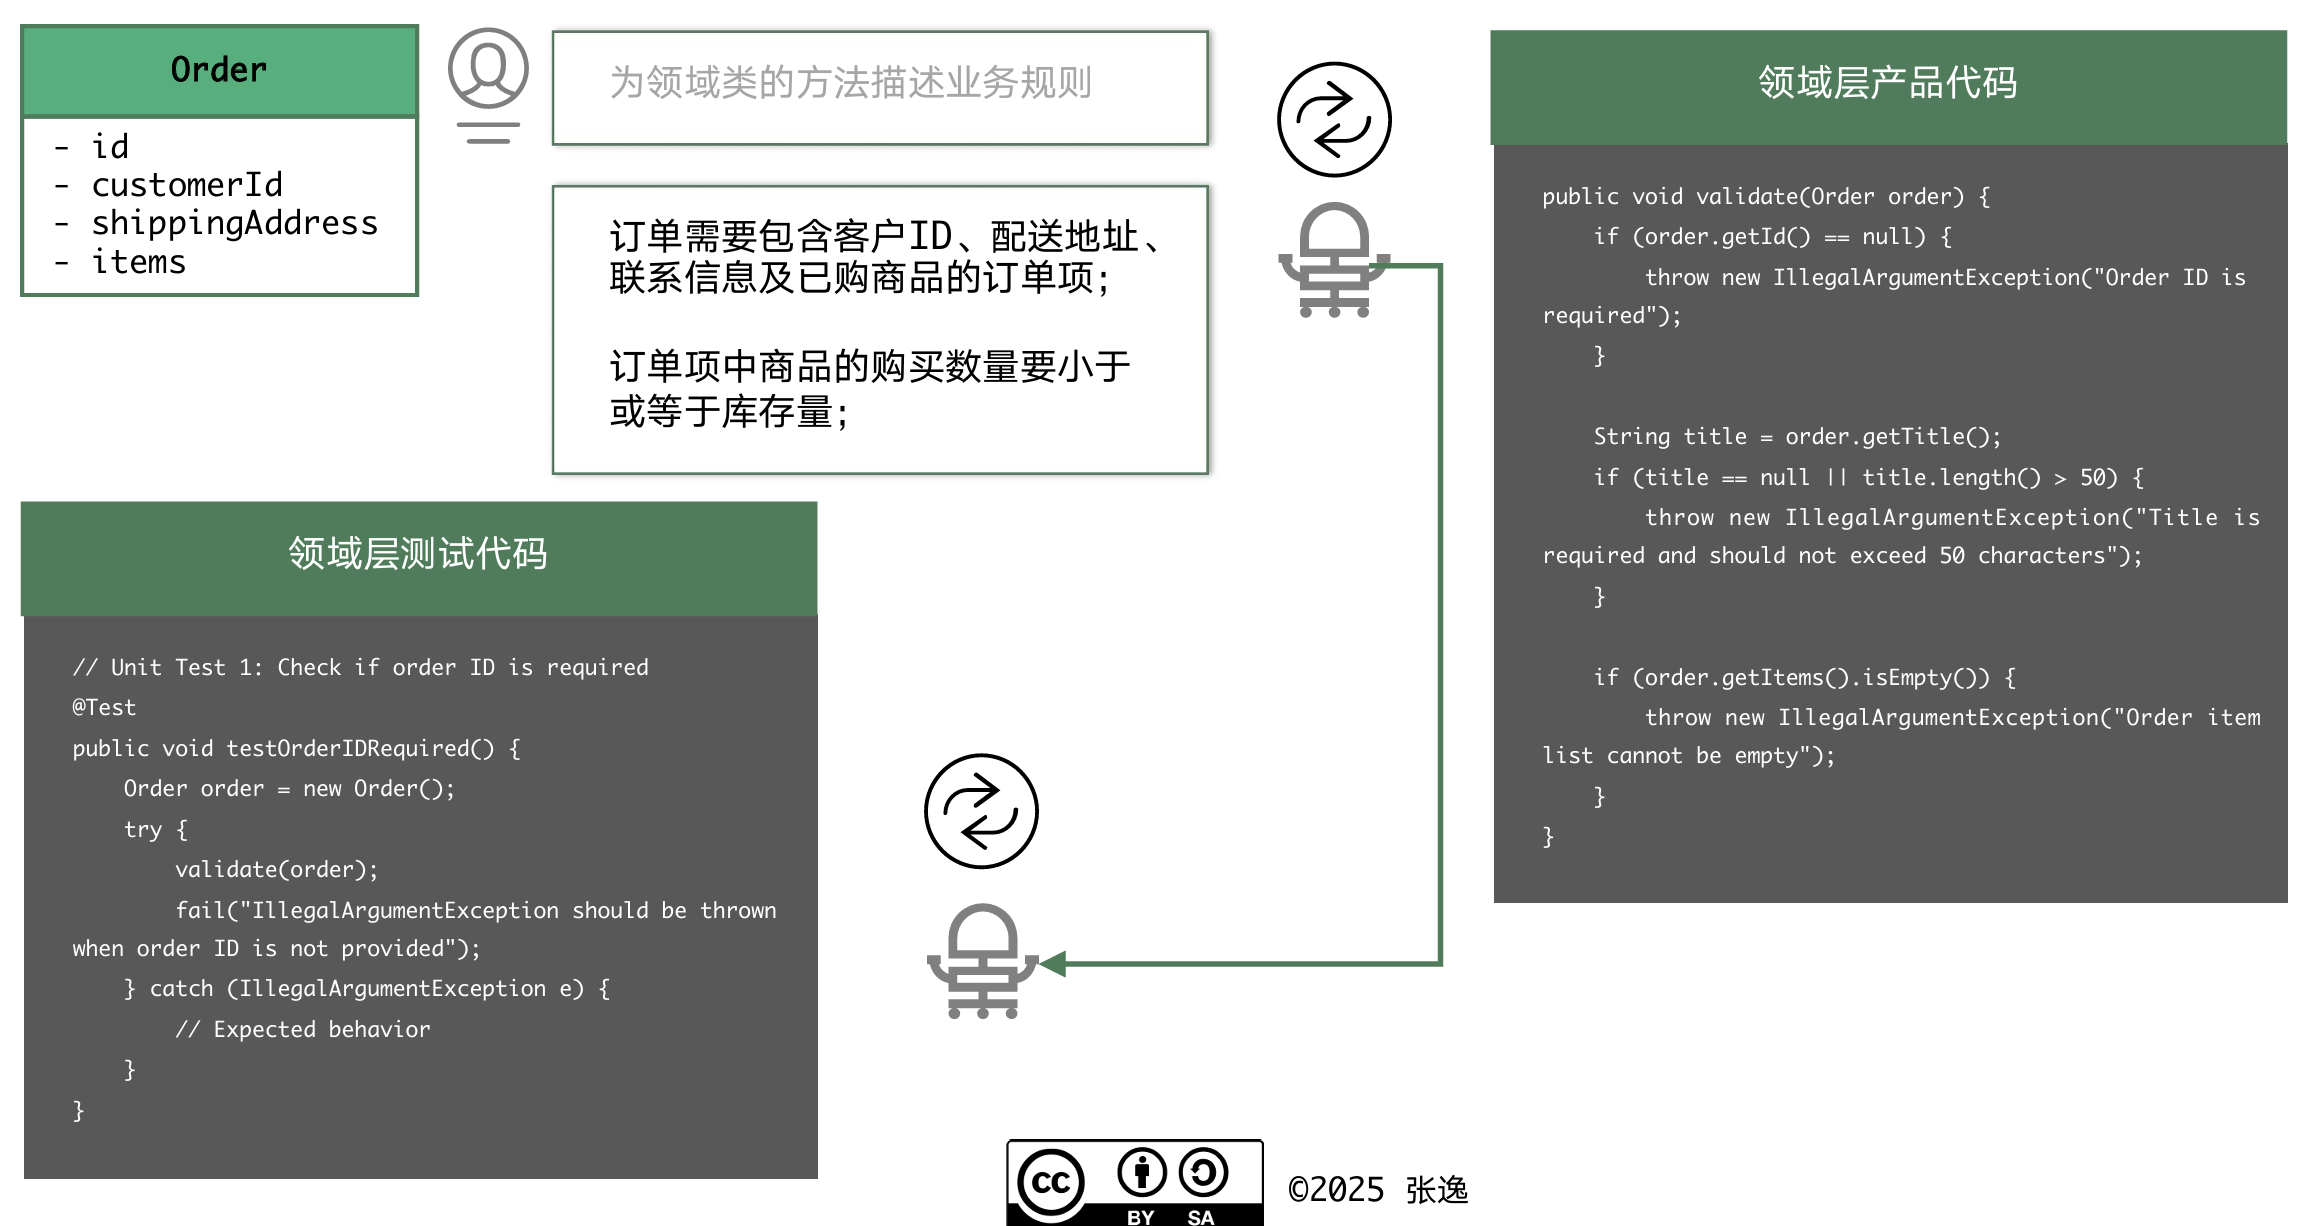 Order
- id
- customerId
- shippingAddress
- items
为领域类的方法描述业务规则
订单需要包含客户ID、配送地址、
联系信息及已购商品的订单项;
订单项中商品的购买数量要小于
或等于库存量;
领域层产品代码
public void validate(Order order) {
    if (order.getId() == null) {
        throw new IllegalArgumentException("Order ID is
required");
    }
    String title = order.getTitle();
    if (title == null || title.length() > 50) {
        throw new IllegalArgumentException("Title is
required and should not exceed 50 characters");
    }
    if (order.getItems().isEmpty()) {
        throw new IllegalArgumentException("Order item
list cannot be empty");
    }
}
领域层测试代码
// Unit Test 1: Check if order ID is required
@Test
public void testOrderIDRequired() {
    Order order = new Order();
    try {
        validate(order);
        fail("IllegalArgumentException should be thrown
when order ID is not provided");
    } catch (IllegalArgumentException e) {
        // Expected behavior
    }
}
cc
BY SA
©2025 张逸